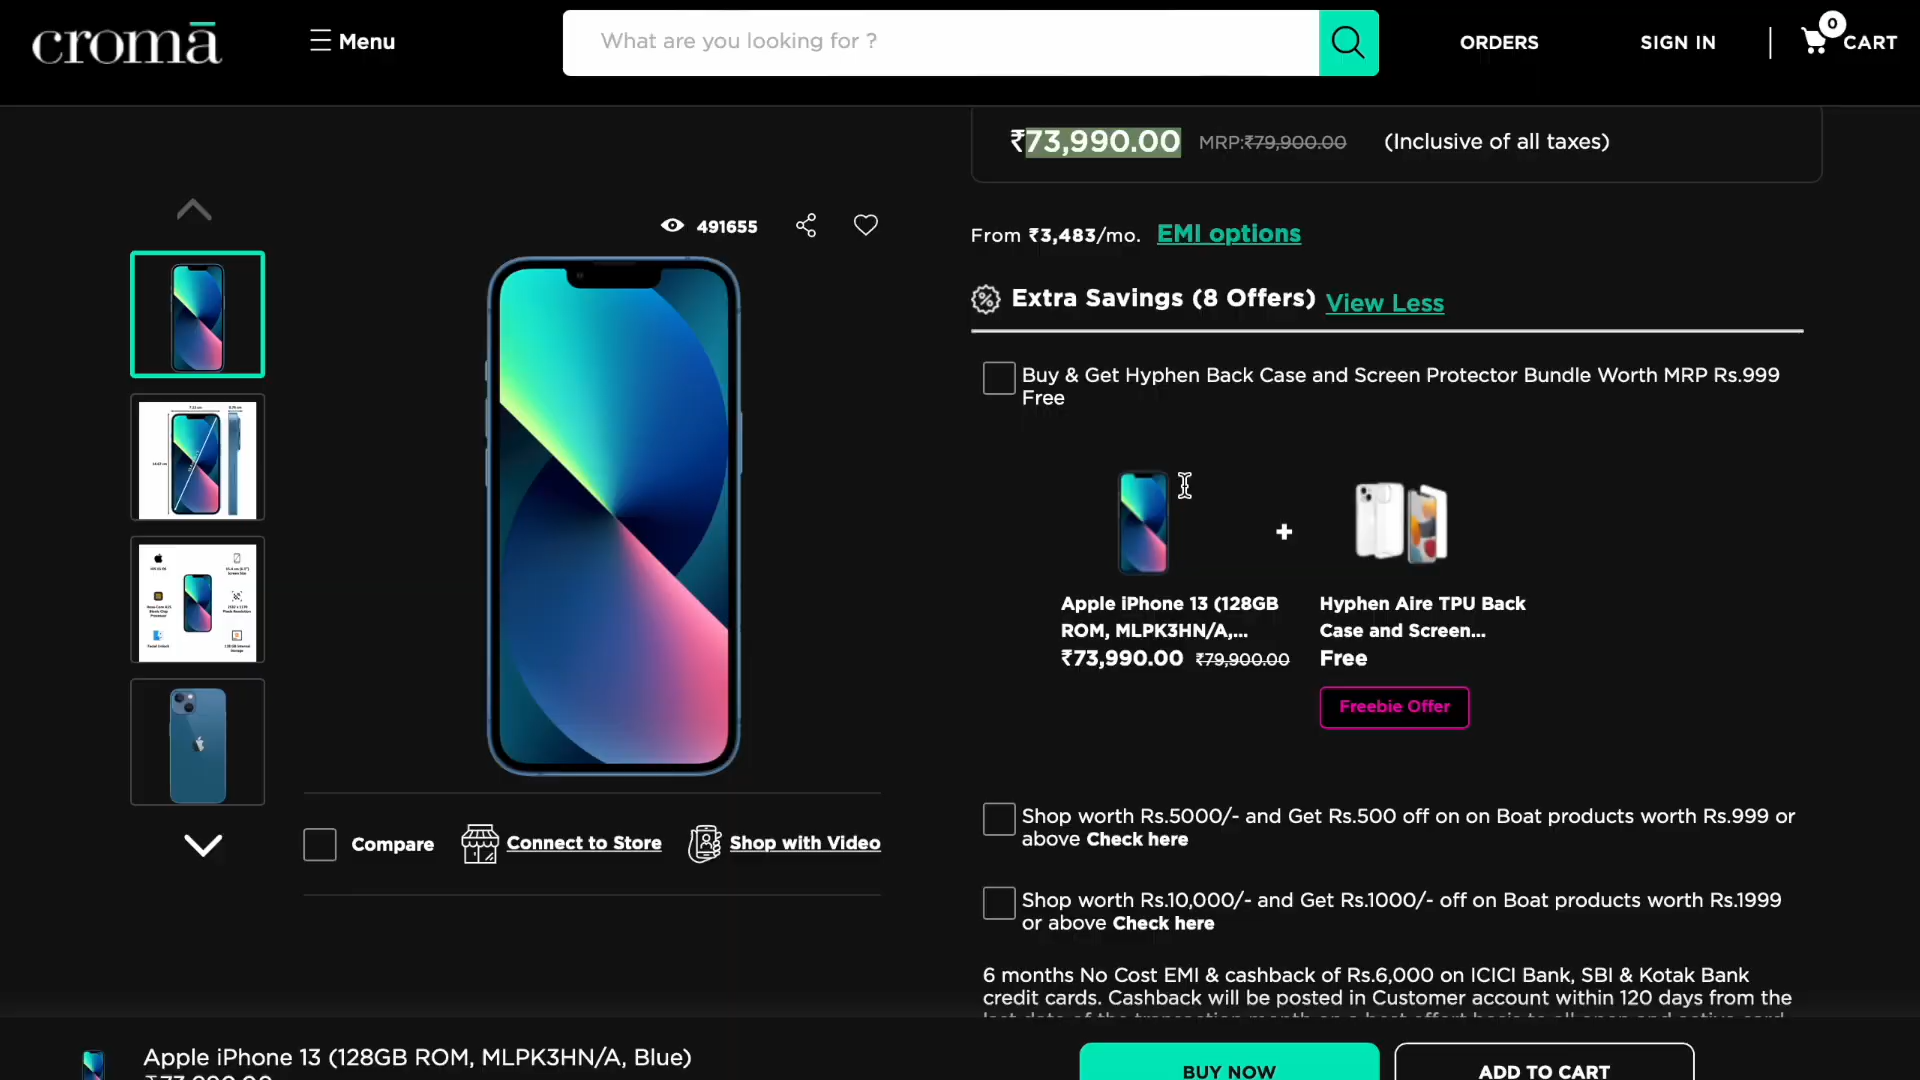 cromā
Menu
What are you looking for ?
ORDERS
SIGN IN
0
CART
₹73,990.00 MRP:₹79,900.00 (Inclusive of all taxes)
491655
From ₹3,483/mo. EMI options
Extra Savings (8 Offers) View Less
Buy & Get Hyphen Back Case and Screen Protector Bundle Worth MRP Rs.999
Free
+
Apple iPhone 13 (128GB
ROM, MLPK3HN/A,...
₹73,990.00 ₹79,900.00
Hyphen Aire TPU Back
Case and Screen...
Free
Freebie Offer
Compare
Connect to Store
Shop with Video
Shop worth Rs.5000/- and Get Rs.500 off on on Boat products worth Rs.999 or
above Check here
Shop worth Rs.10,000/- and Get Rs.1000/- off on Boat products worth Rs.1999
or above Check here
6 months No Cost EMI & cashback of Rs.6,000 on ICICI Bank, SBI & Kotak Bank
credit cards. Cashback will be posted in Customer account within 120 days from the
Apple iPhone 13 (128GB ROM, MLPK3HN/A, Blue)
₹73,990.00
BUY NOW
ADD TO CART